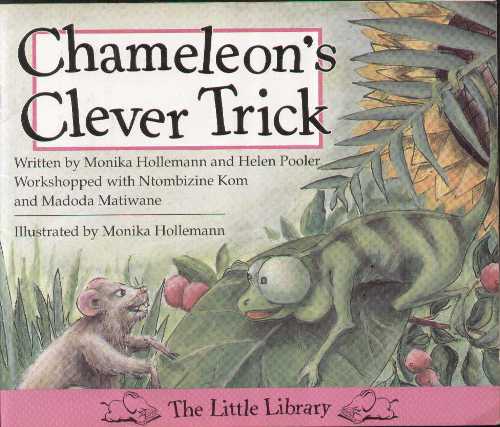 Chameleon's
Clever Trick
Written by Monika Hollemann and Helen Pooler
Workshopped with Ntombizine Kom
and Madoda Matiwane
Illustrated by Monika Hollemann
The Little Library